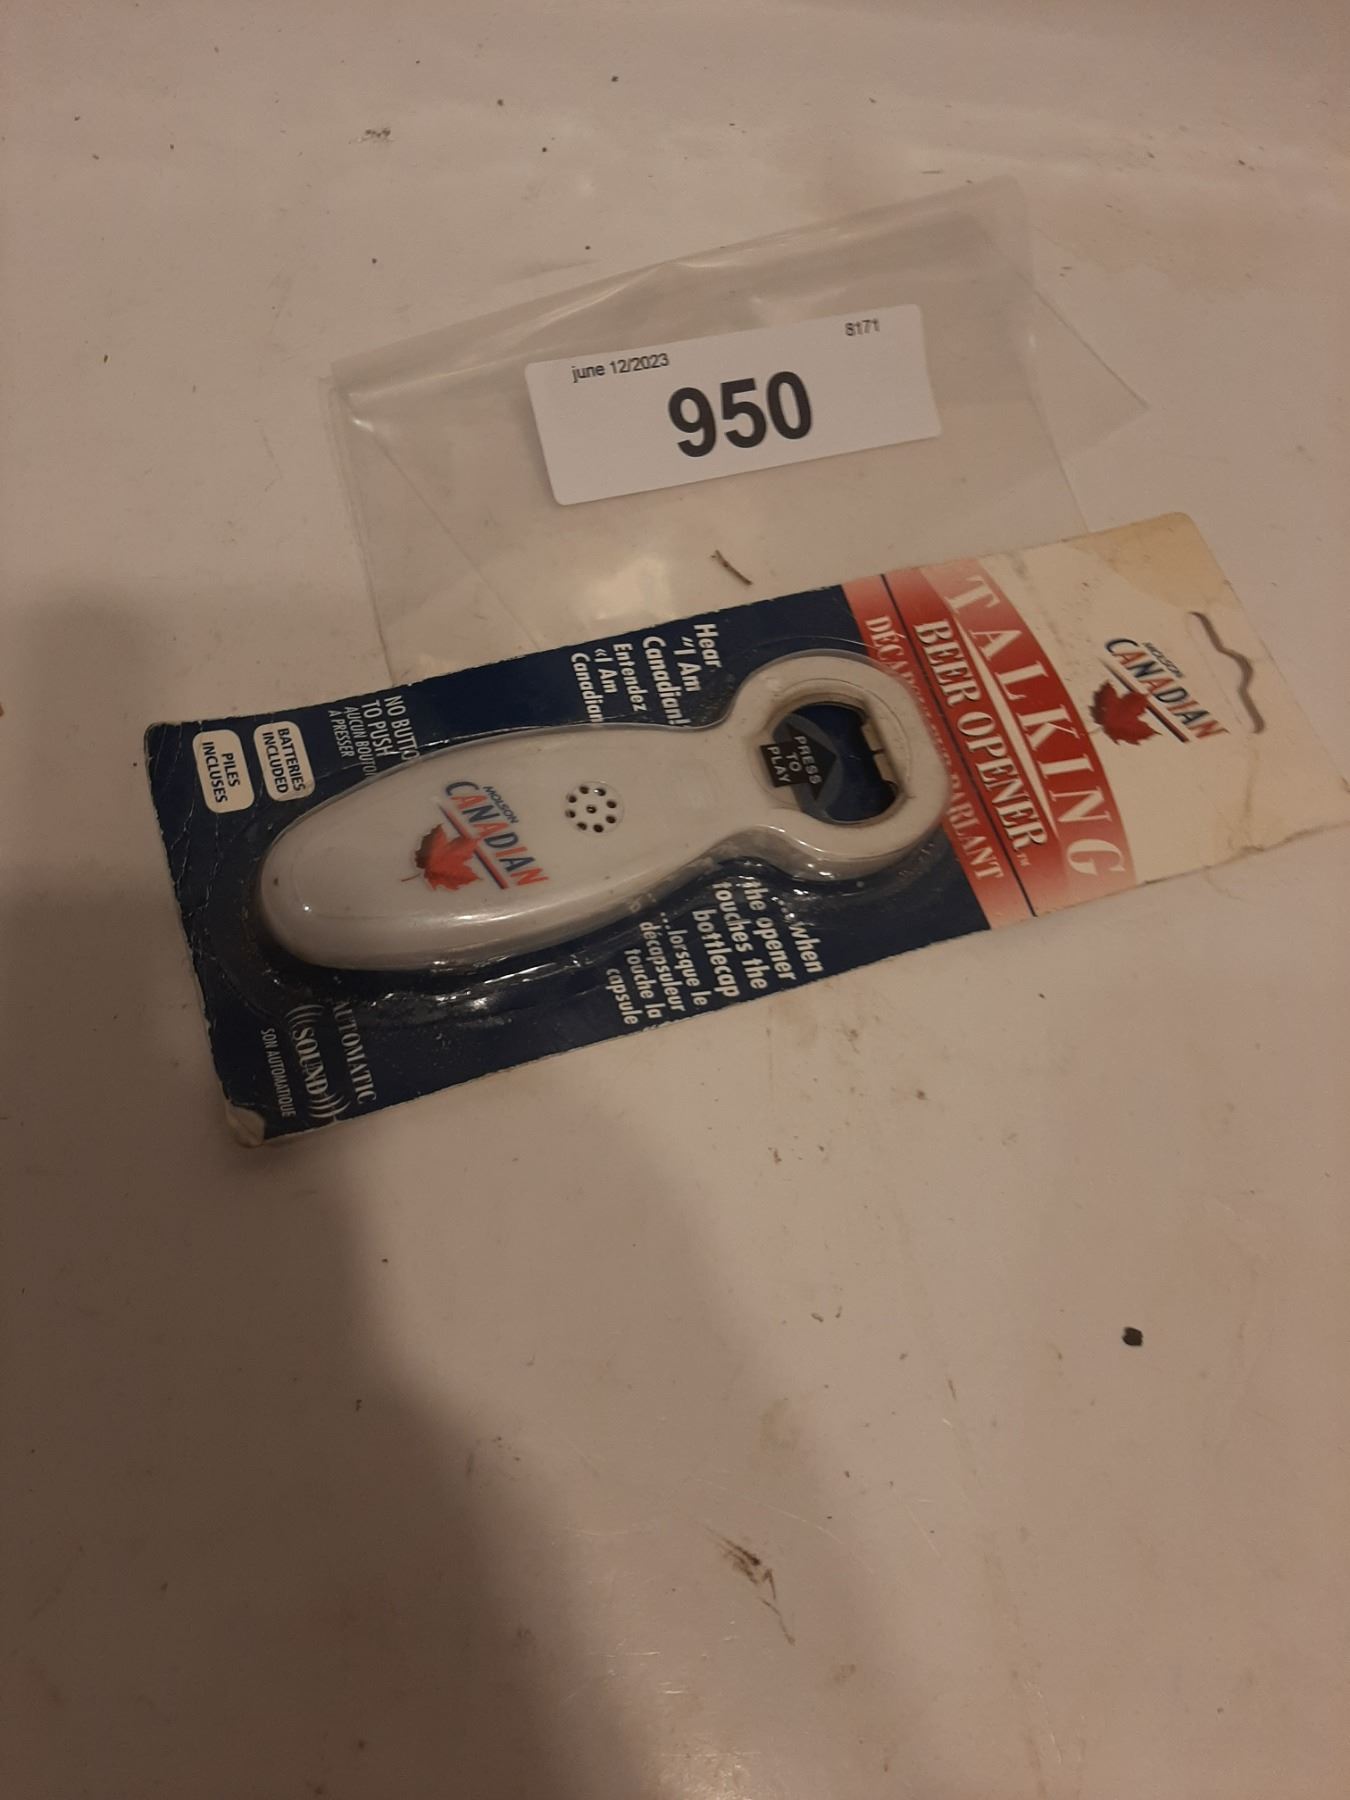 june 12/2023
8171
950
MOLSON
CANADIAN
TALKING
BEER OPENER™
PARLANT
Hear
"I Am
Canadian!
Entendez
«I Am
Canadian
PRESS
TO
PLAY
NO BUTTO
TO PUSH
AUCUN BOUTO
À PRESSER
BATTERIES
INCLUDED
PILES
INCLUSES
MOLSON
CANADIAN
...when
the opener
touches the
bottlecap
...lorsque le
décapsuleur
touche la
capsule
AUTOMATIC
SOUND
SON AUTOMATIQUE